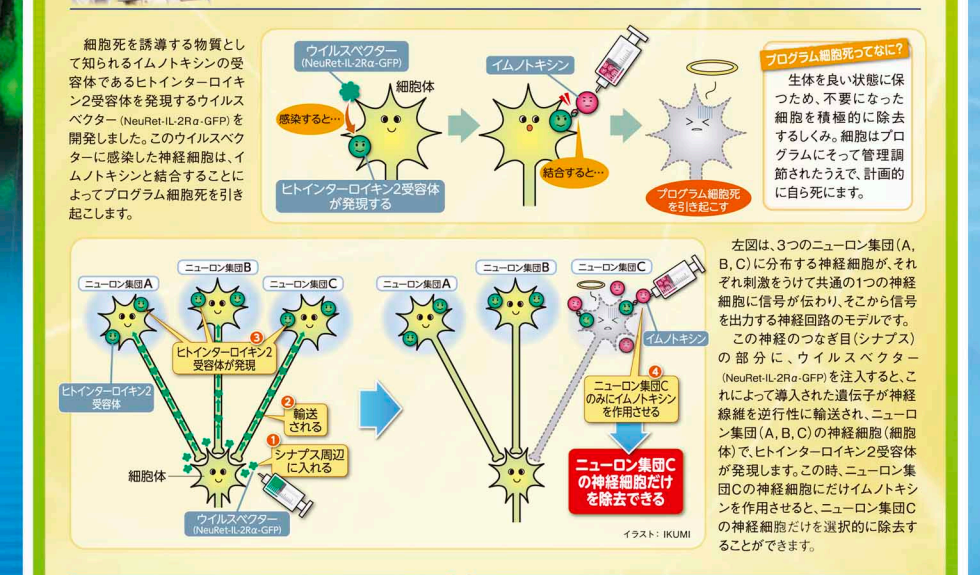 細胞死を誘導する物質とし
て知られるイムノトキシンの受
容体であるヒトインターロイキ
ン2受容体を発現するウイルス
ベクター(NeuRet-IL-2Rα-GFP)を
開発しました。このウイルスベク
ターに感染した神経細胞は、イ
ムノトキシンと結合することに
よってプログラム細胞死を引き
起こします。
ウイルスベクター
(NeuRet-IL-2Rα-GFP)
細胞体
感染すると…
ヒトインターロイキン2受容体
が発現する
イムノトキシン
結合すると…
プログラム細胞死
を引き起こす
プログラム細胞死ってなに?
生体を良い状態に保
つため、不要になった
細胞を積極的に除去
するしくみ。細胞はプロ
グラムにそって管理調
節されたうえで、計画的
に自ら死にます。
ニューロン集団A
ニューロン集団B
ニューロン集団C
③
ヒトインターロイキン2
受容体が発現
ヒトインターロイキン2
受容体
②
輸送
される
①
シナプス周辺
に入れる
細胞体
ウイルスベクター
(NeuRet-IL-2Rα-GFP)
ニューロン集団A
ニューロン集団B
ニューロン集団C
イムノトキシン
④
ニューロン集団C
のみにイムノトキシン
を作用させる
ニューロン集団C
の神経細胞だけ
を除去できる
イラスト: IKUMI
左図は、3つのニューロン集団(A,
B, C)に分布する神経細胞が、それ
ぞれ刺激をうけて共通の1つの神経
細胞に信号が伝わり、そこから信号
を出力する神経回路のモデルです。
この神経のつなぎ目(シナプス)
の部分に、ウイルスベクター
(NeuRet-IL-2Rα-GFP)を注入すると、こ
れによって導入された遺伝子が神経
線維を逆行性に輸送され、ニューロ
ン集団(A, B, C)の神経細胞(細胞
体)で、ヒトインターロイキン2受容体
が発現します。この時、ニューロン集
団Cの神経細胞にだけイムノトキシ
ンを作用させると、ニューロン集団C
の神経細胞だけを選択的に除去す
ることができます。